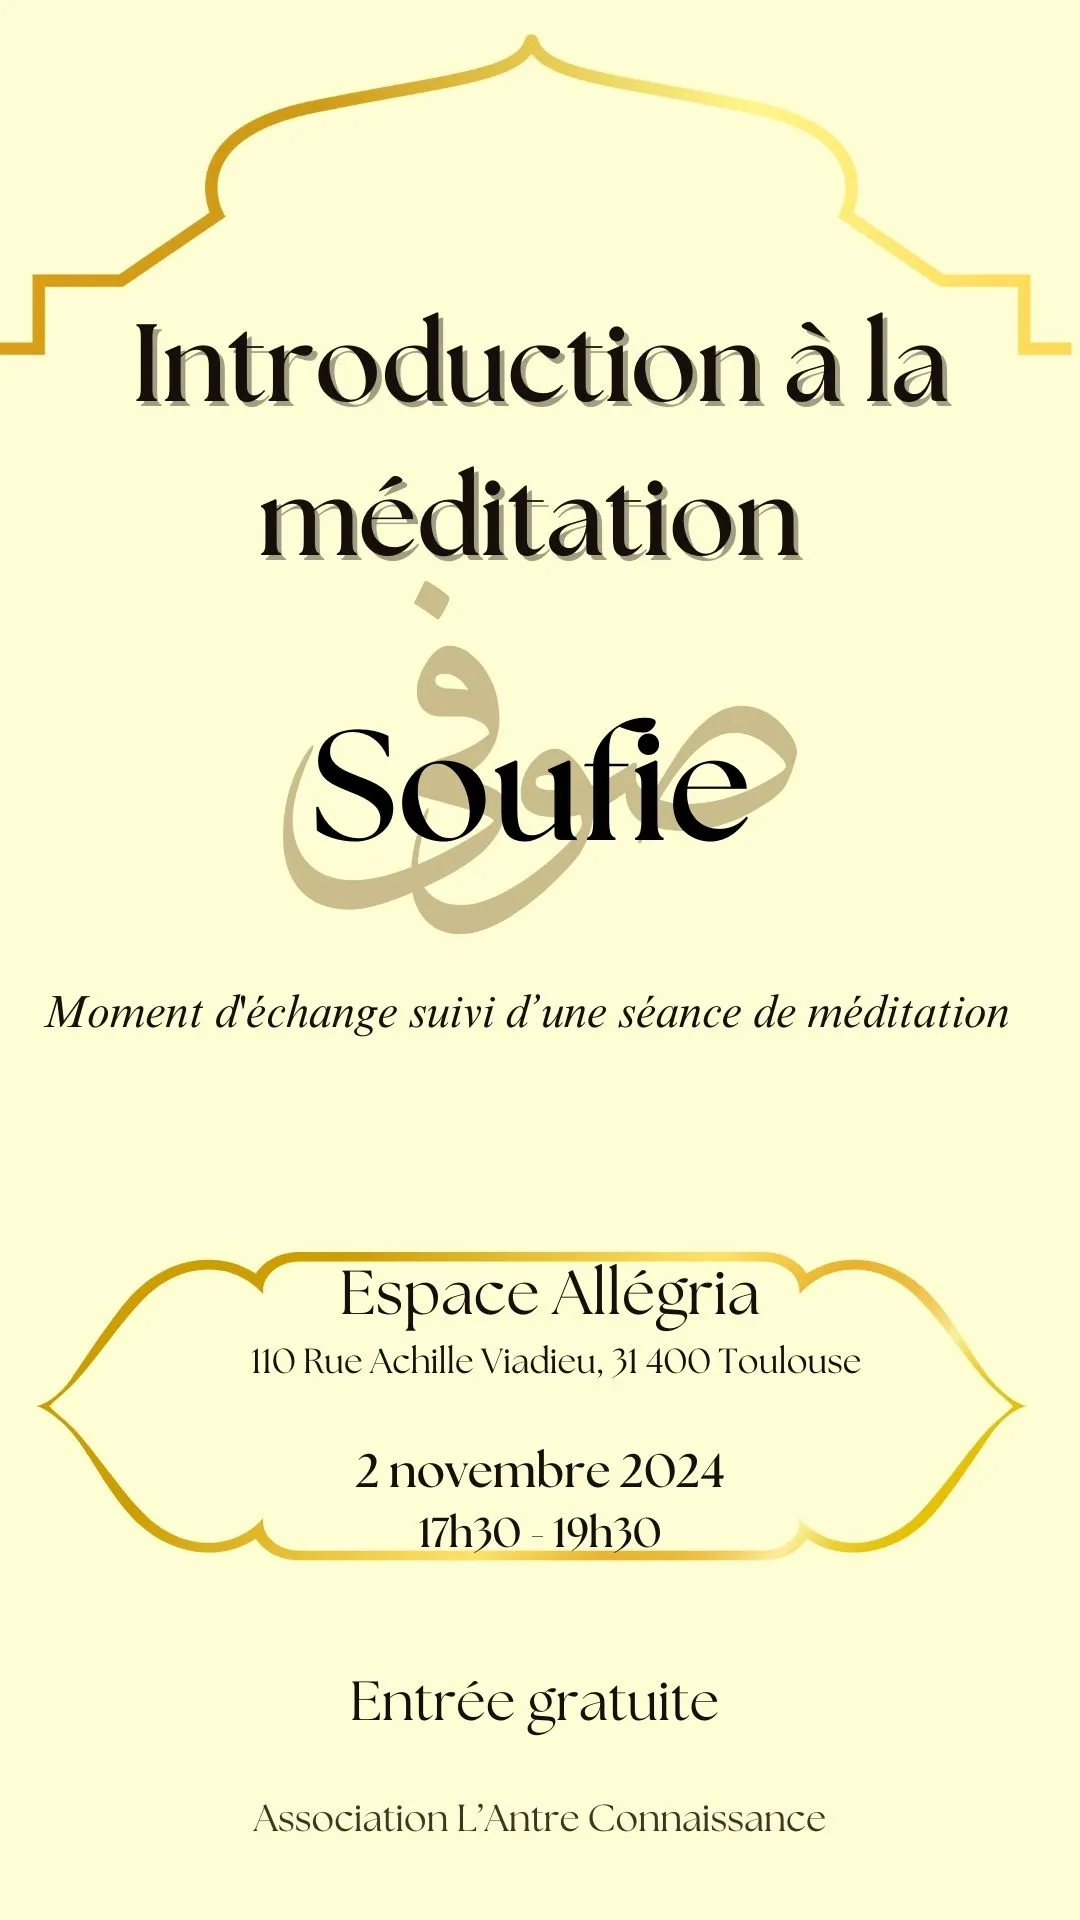 Introduction à la
méditation
صوفي
Soufie
Moment d'échange suivi d’une séance de méditation
Espace Allégria
110 Rue Achille Viadieu, 31 400 Toulouse
2 novembre 2024
17h30 - 19h30
Entrée gratuite
Association L’Antre Connaissance